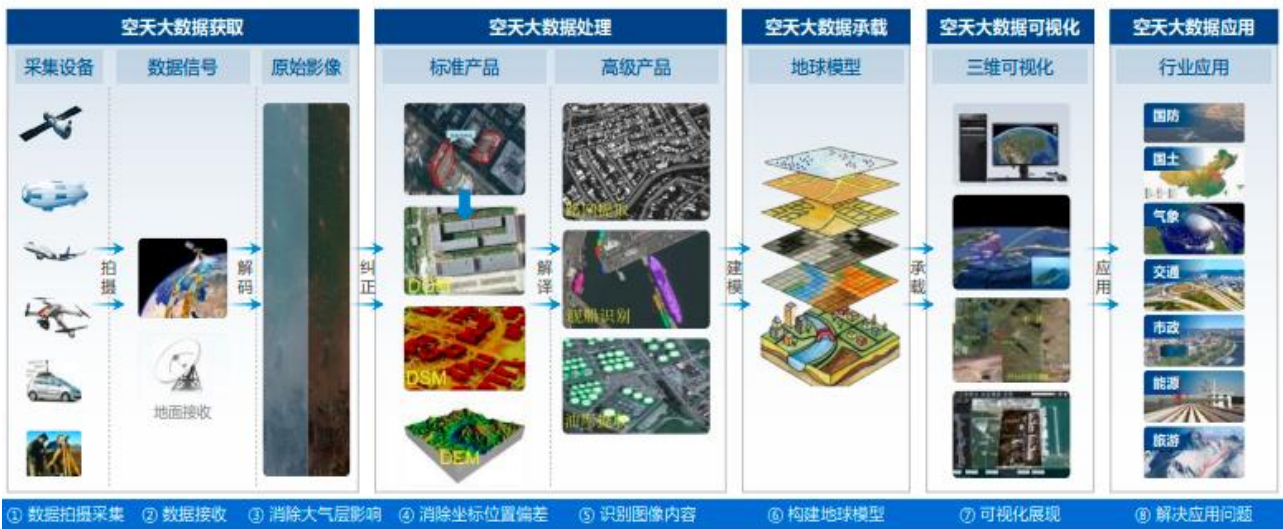 空天大数据获取
空天大数据处理
空天大数据承载
空天大数据可视化
空天大数据应用
采集设备
数据信号
原始影像
标准产品
高级产品
地球模型
三维可视化
行业应用
拍摄
解码
纠正
解译
建模
承载
应用
地面接收
DSM
DEM
舰船识别
国防
国土
气象
交通
市政
能源
旅游
① 数据拍摄采集
② 数据接收
③ 消除大气层影响
④ 消除坐标位置偏差
⑤ 识别图像内容
⑥ 构建地球模型
⑦ 可视化展现
⑧ 解决应用问题